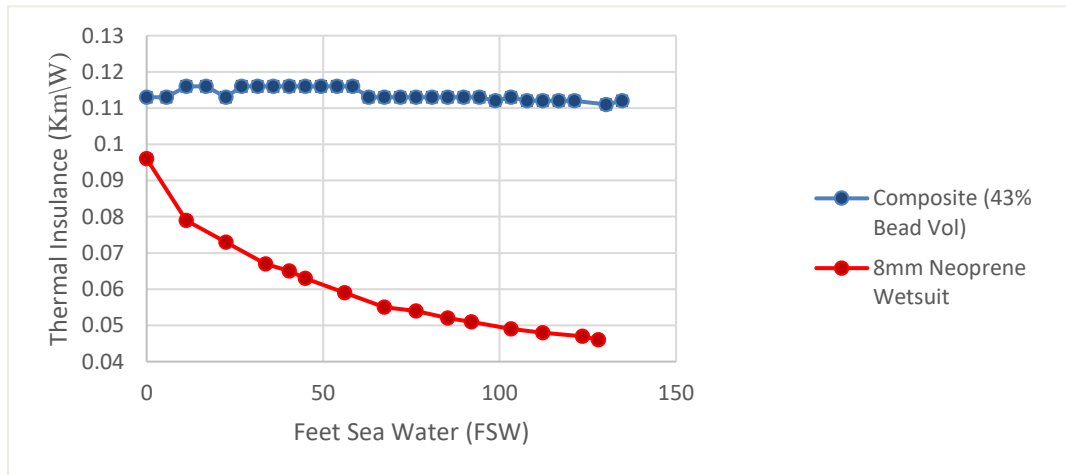 0.13
0.12
0.11
0.1
0.09
0.08
0.07
0.06
0.05
0.04
Thermal Insulance (Km\W)
0 50 100 150
Feet Sea Water (FSW)
Composite (43%
Bead Vol)
8mm Neoprene
Wetsuit